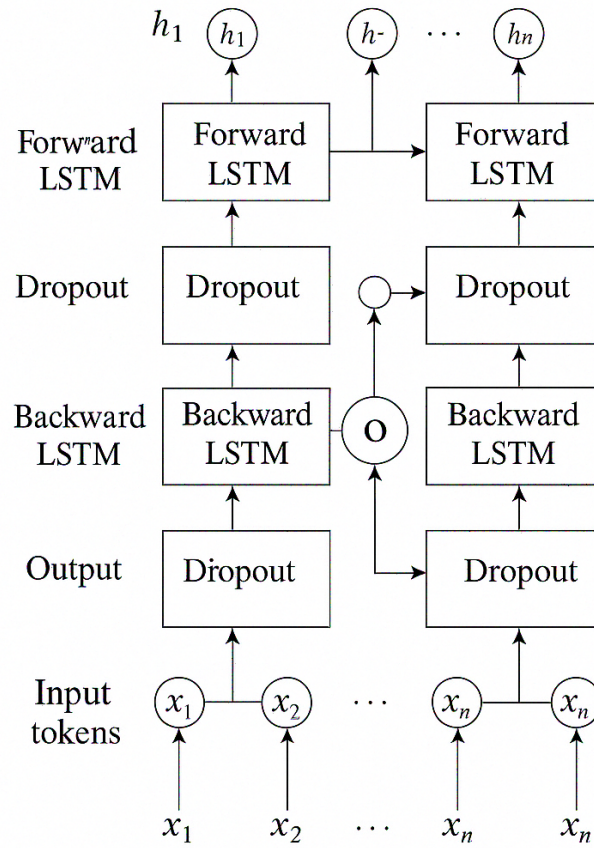 h1 h1 h- ... hn
Forw"ard
LSTM
Forward
LSTM
Forward
LSTM
Dropout Dropout Dropout
Backward
LSTM
Backward
LSTM
O
Backward
LSTM
Output Dropout Dropout
Input
tokens
x1 x2 ... xn xn
x1 x2 ... xn xn